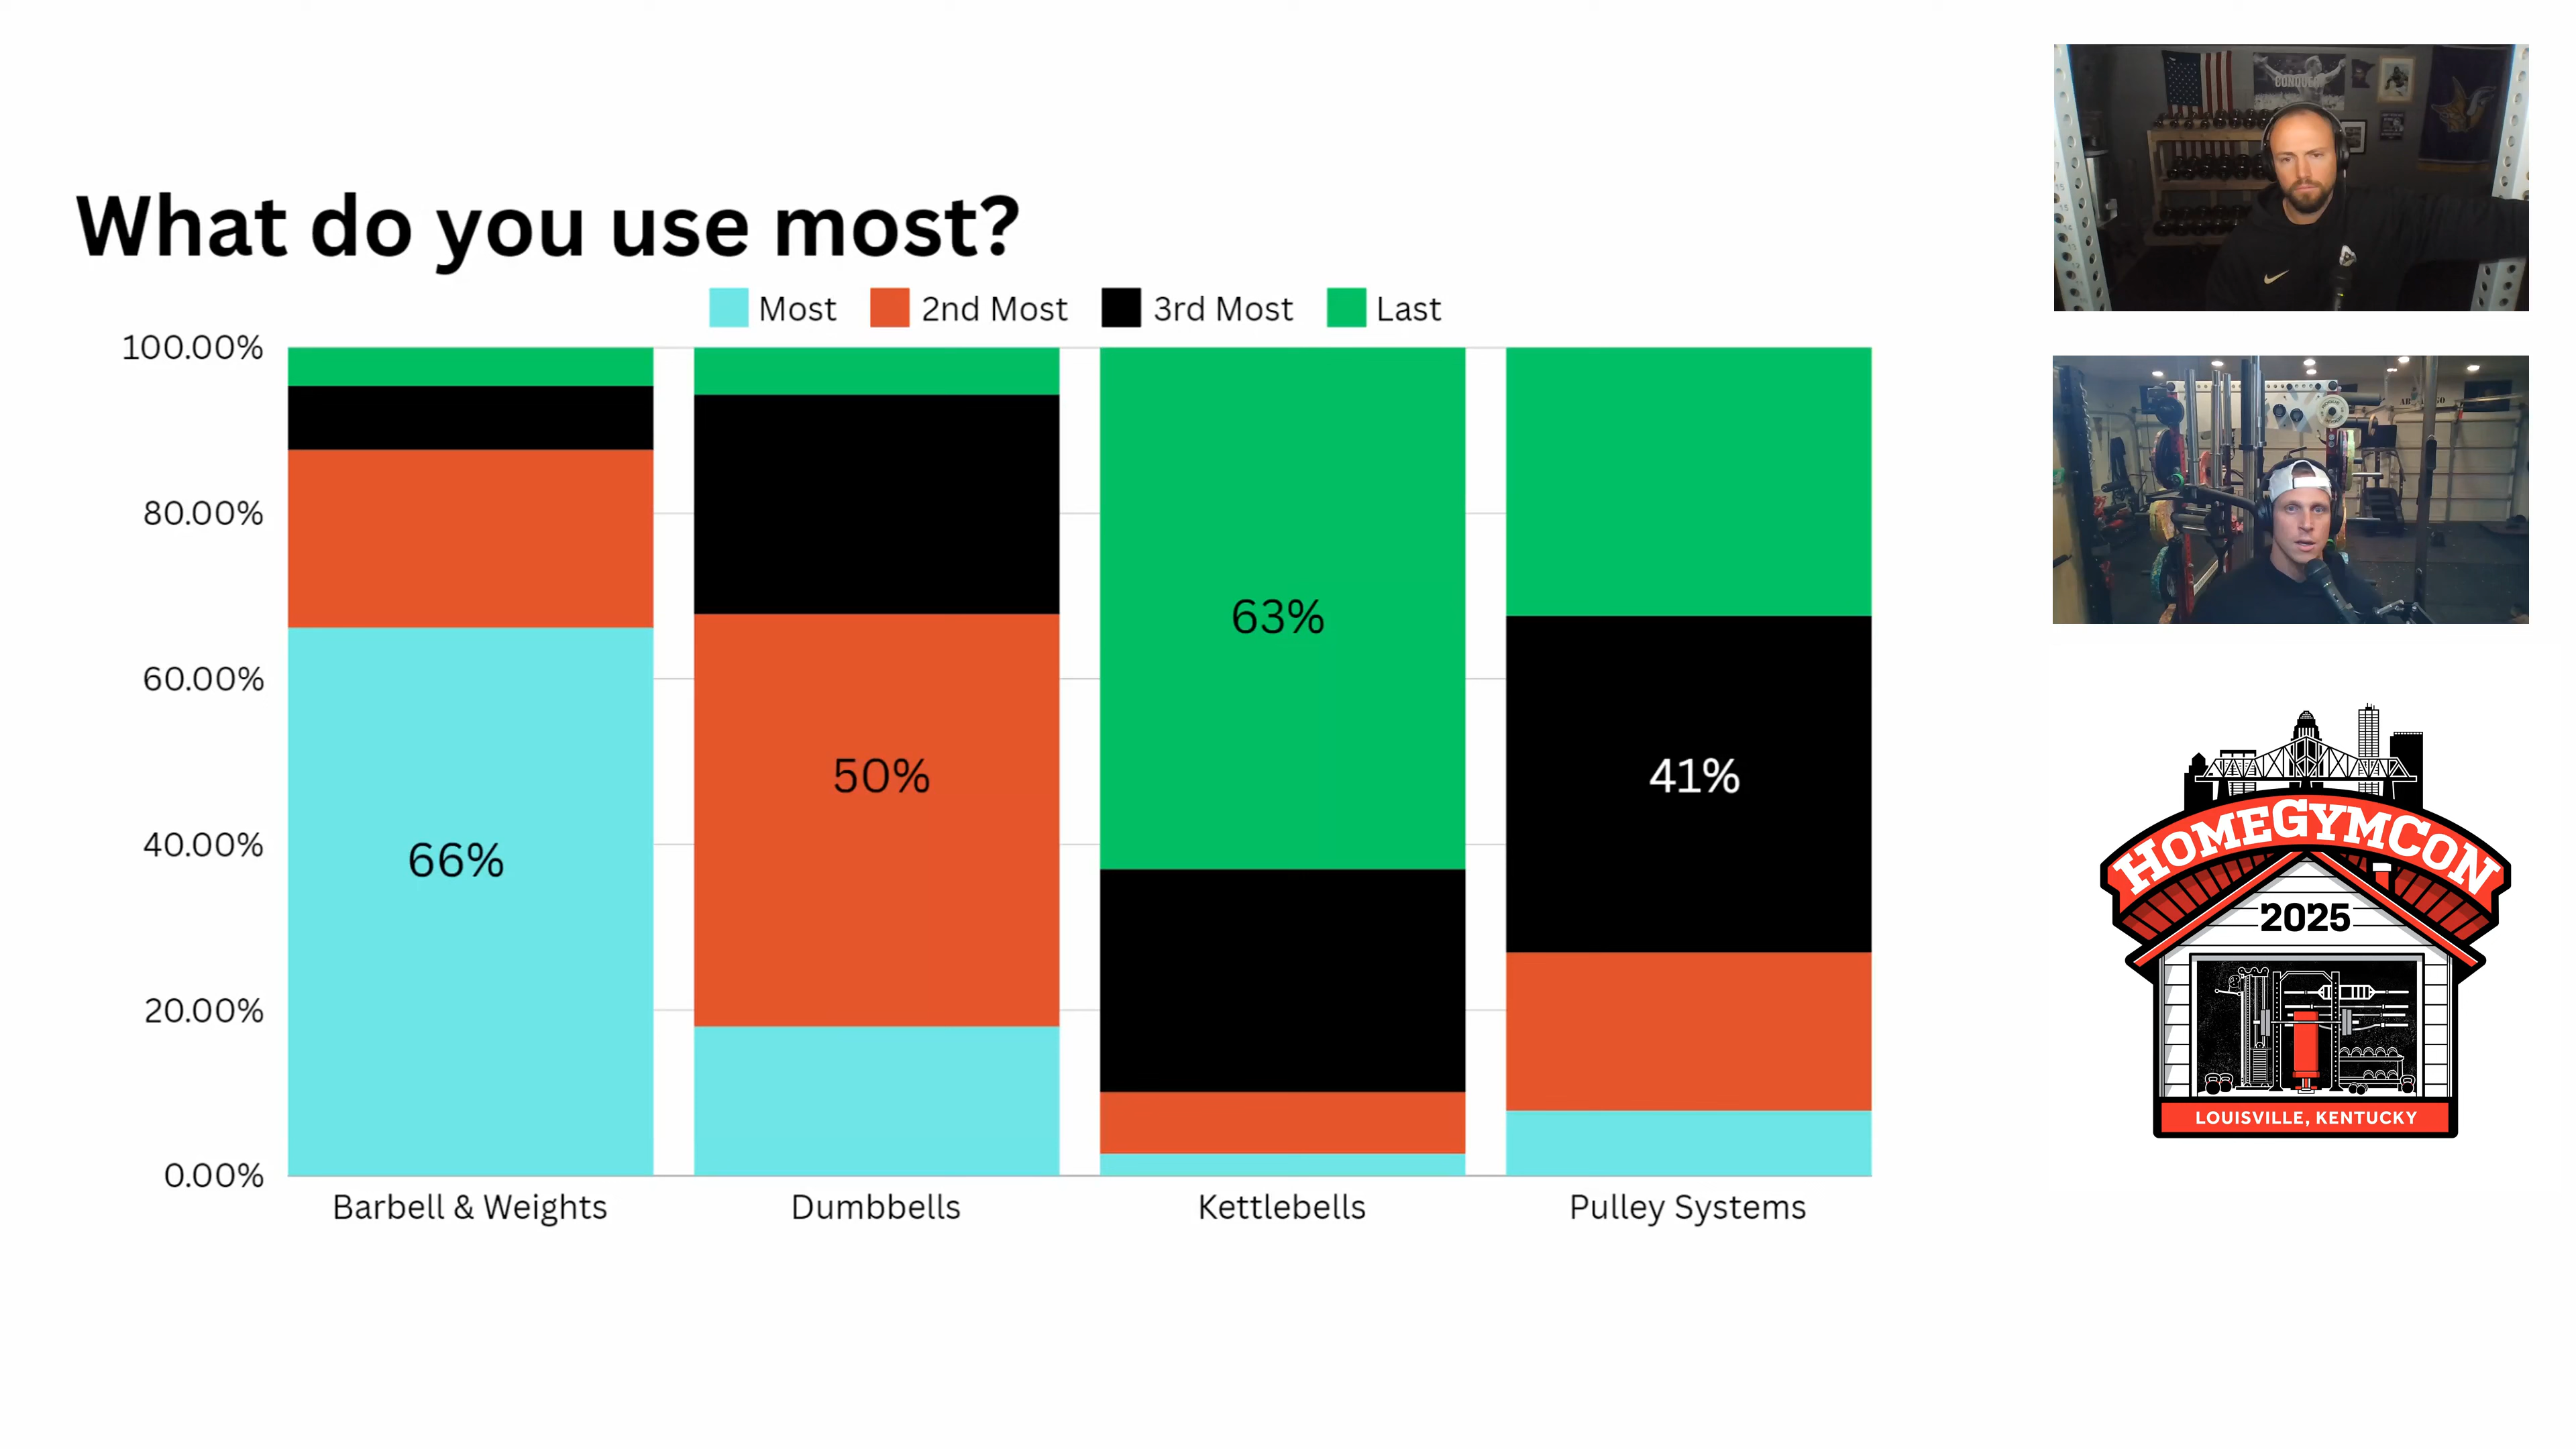 What do you use most?
Most 2nd Most 3rd Most Last
100.00%
80.00%
60.00%
40.00%
20.00%
0.00%
66%
50%
63%
41%
Barbell & Weights Dumbbells Kettlebells Pulley Systems
CONQUER
HOMEGYMCON
2025
LOUISVILLE, KENTUCKY